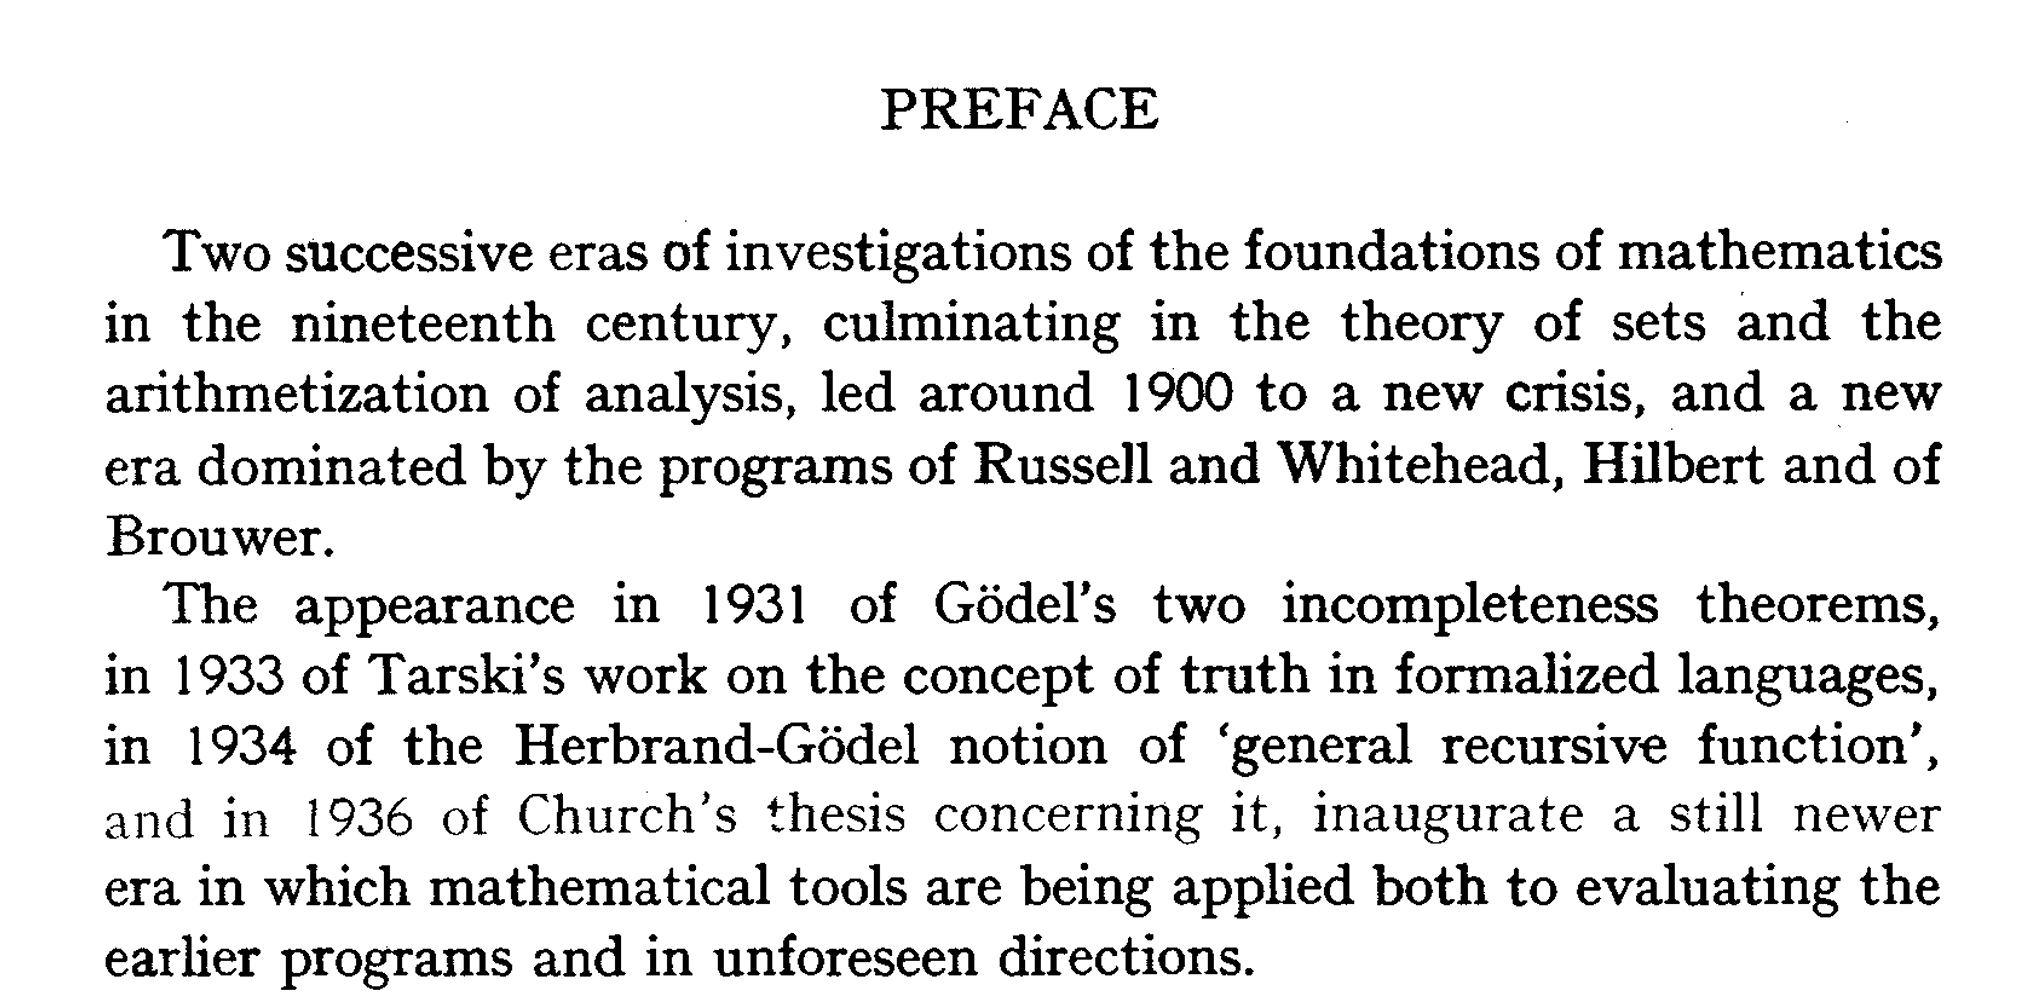 PREFACE
Two successive eras of investigations of the foundations of mathematics
in the nineteenth century, culminating in the theory of sets and the
arithmetization of analysis, led around 1900 to a new crisis, and a new
era dominated by the programs of Russell and Whitehead, Hilbert and of
Brouwer.
The appearance in 1931 of Gödel's two incompleteness theorems,
in 1933 of Tarski's work on the concept of truth in formalized languages,
in 1934 of the Herbrand-Gödel notion of ‘general recursive function’,
and in 1936 of Church's thesis concerning it, inaugurate a still newer
era in which mathematical tools are being applied both to evaluating the
earlier programs and in unforeseen directions.